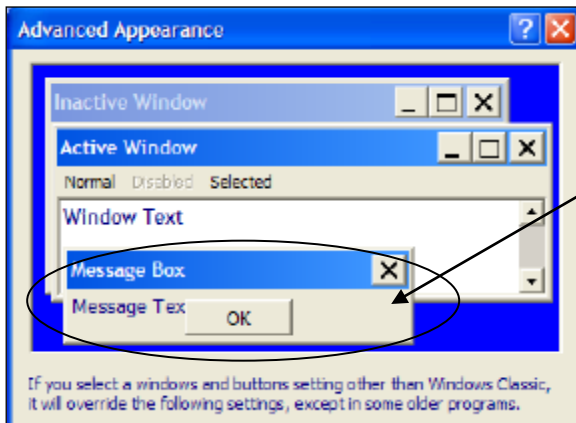 Advanced Appearance
Inactive Window
Active Window
Normal Disabled Selected
Window Text
Message Box
Message Tex
OK
If you select a windows and buttons setting other than Windows Classic,
it will override the following settings, except in some older programs.